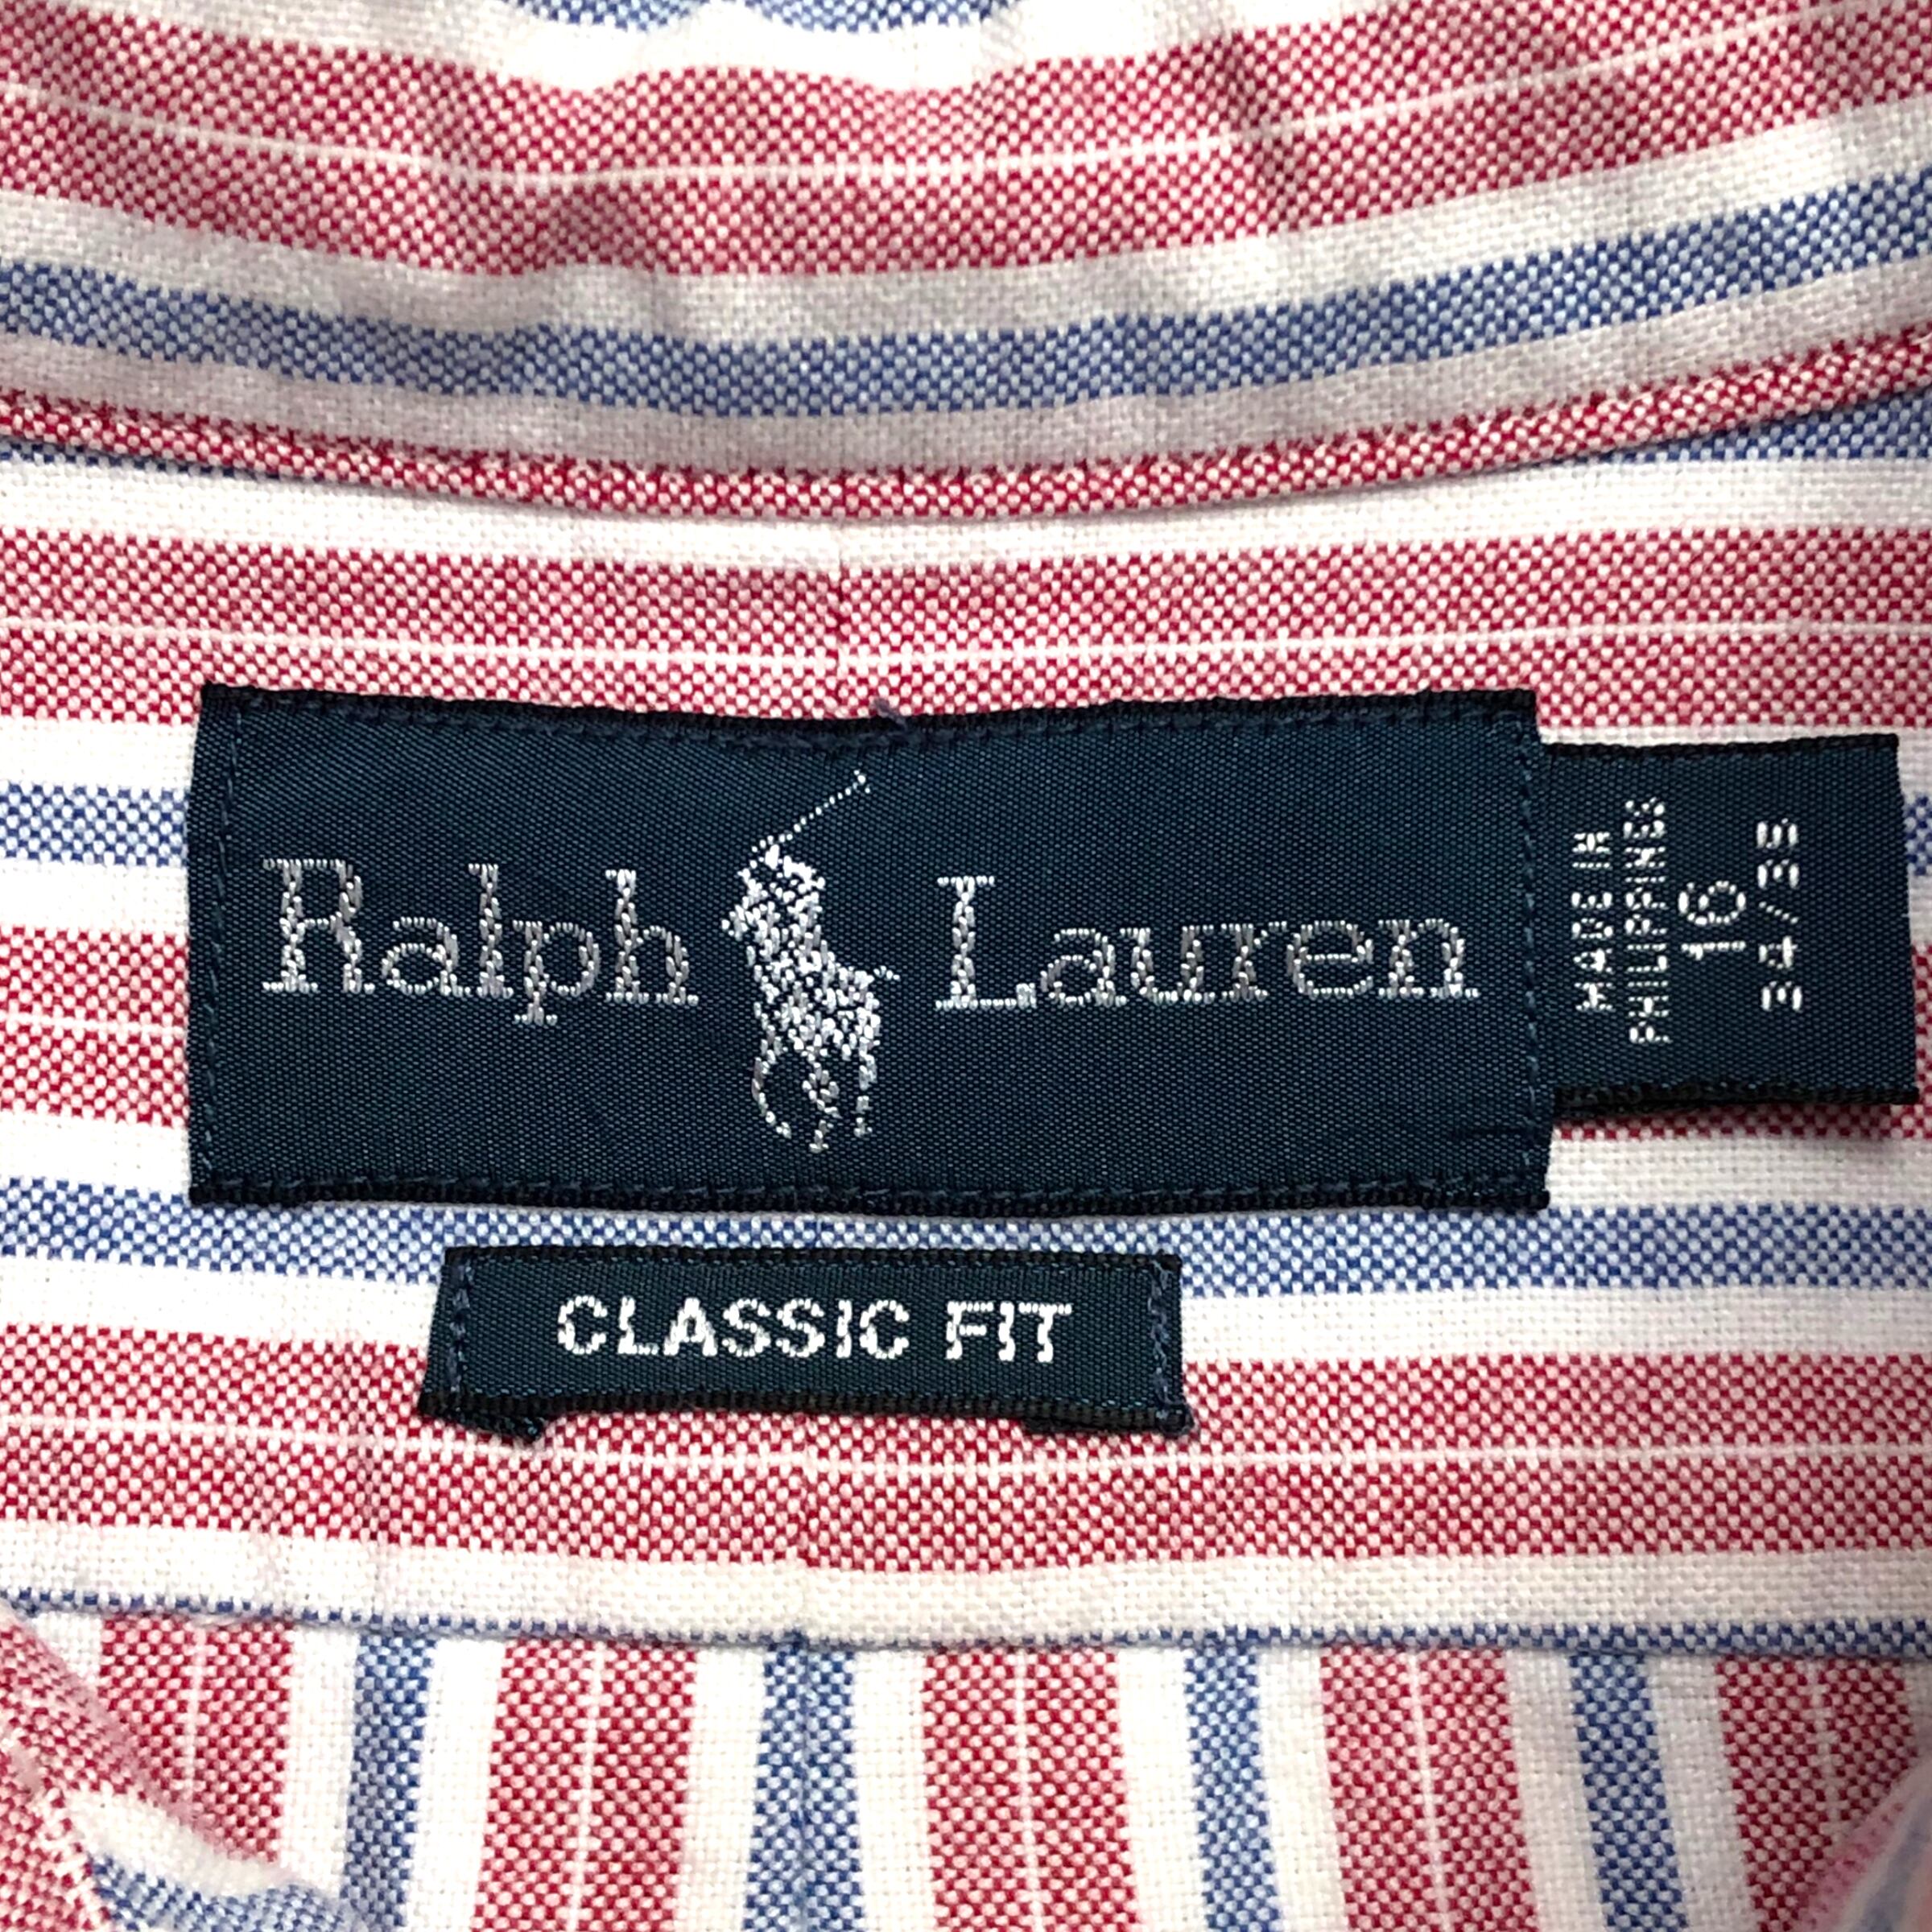 Ralph Lauren
MADE IN
PHILIPPINES
16
34/35
CLASSIC FIT